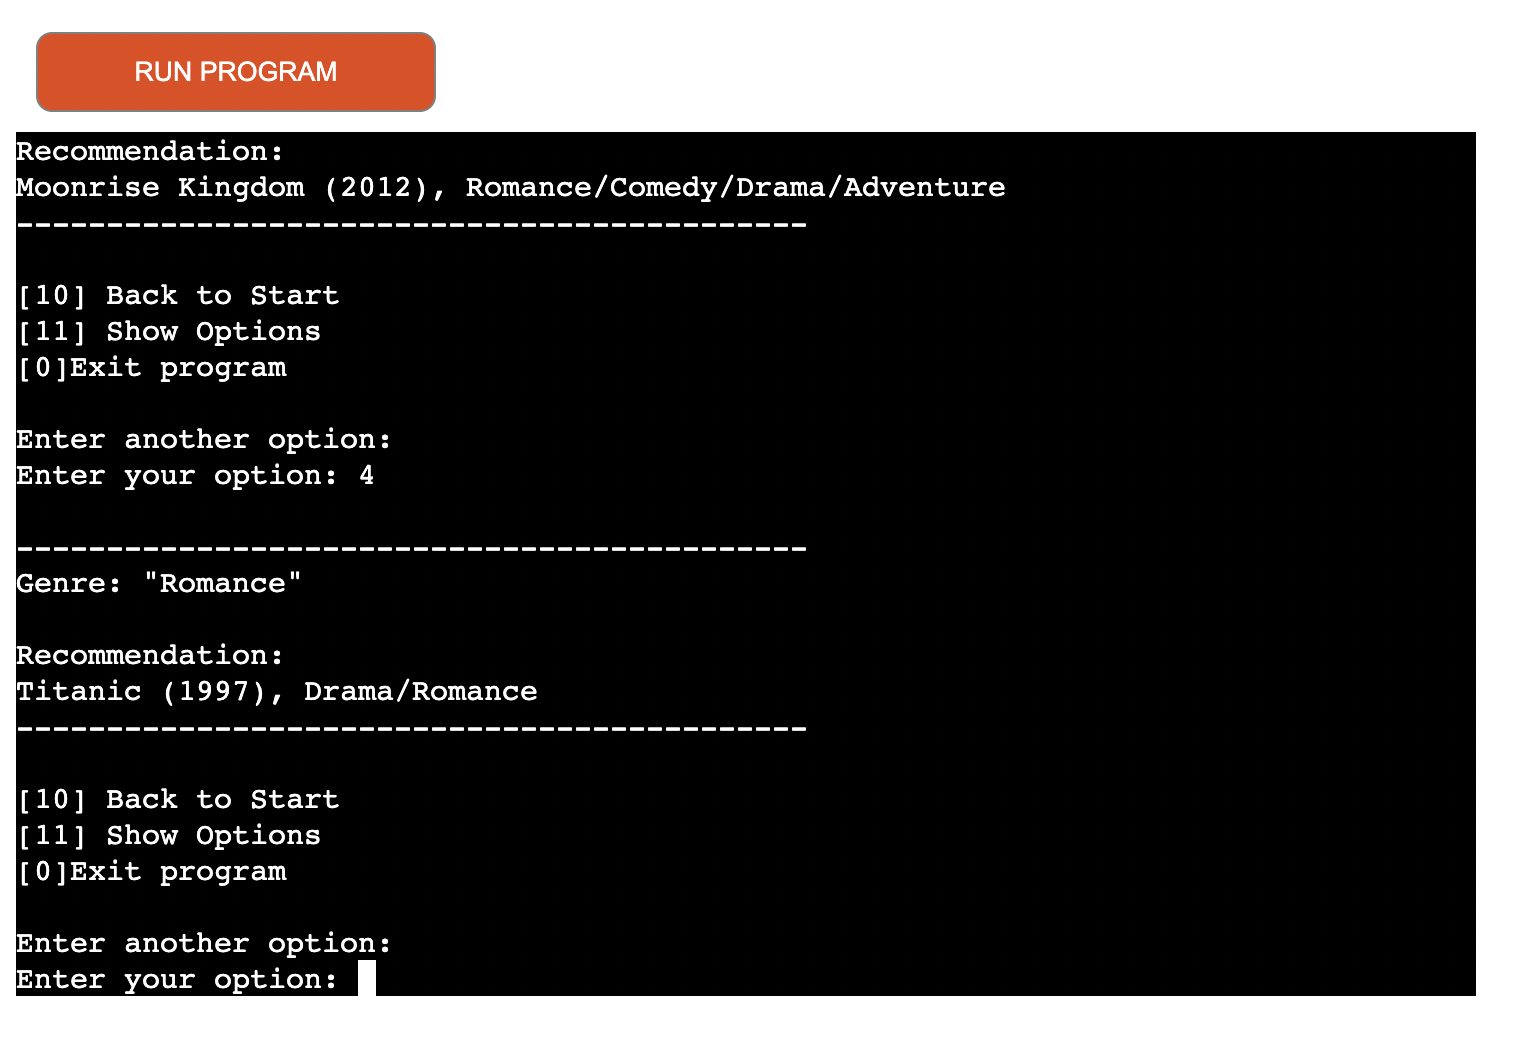 RUN PROGRAM
Recommendation:
Moonrise Kingdom (2012), Romance/Comedy/Drama/Adventure
--------------------------------------------
[10] Back to Start
[11] Show Options
[0]Exit program
Enter another option:
Enter your option: 4
--------------------------------------------
Genre: "Romance"
Recommendation:
Titanic (1997), Drama/Romance
--------------------------------------------
[10] Back to Start
[11] Show Options
[0]Exit program
Enter another option:
Enter your option: